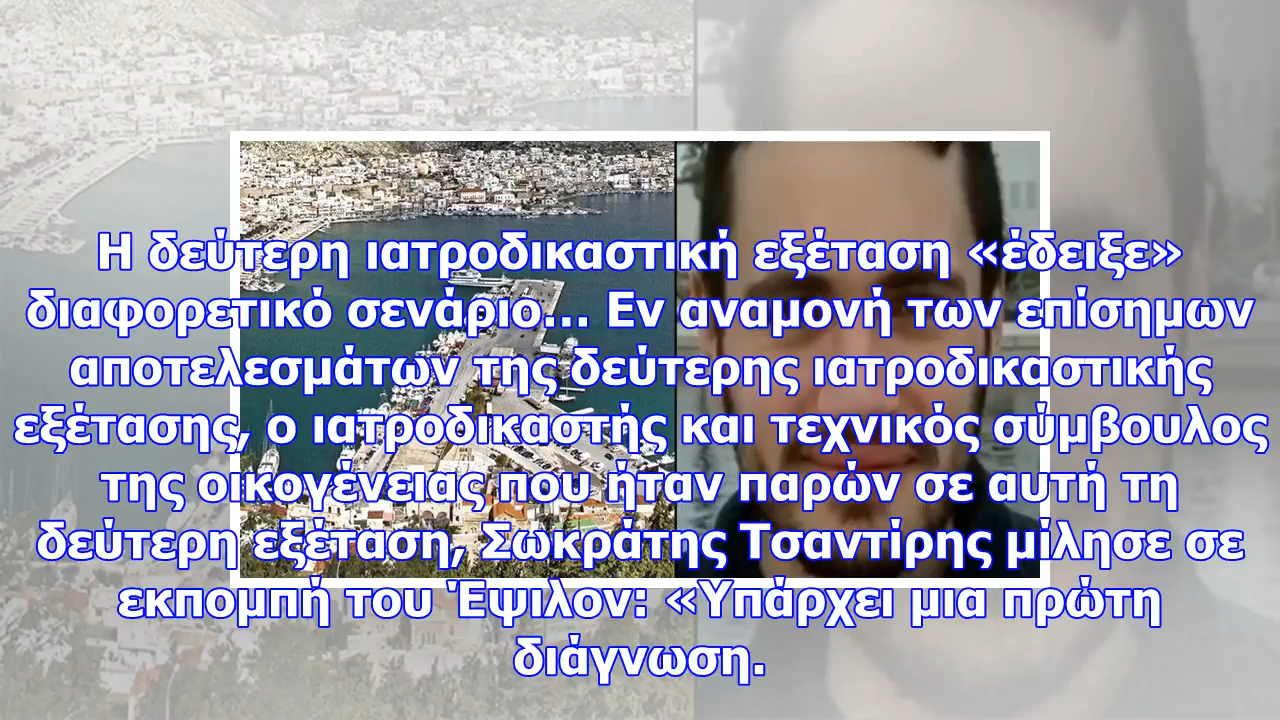 Η δεύτερη ιατροδικαστική εξέταση «έδειξε»
διαφορετικό σενάριο... Εν αναμονή των επίσημων
αποτελεσμάτων της δεύτερης ιατροδικαστικής
εξέτασης, ο ιατροδικαστής και τεχνικός σύμβουλος
της οικογένειας που ήταν παρών σε αυτή τη
δεύτερη εξέταση, Σωκράτης Τσαντίρης μίλησε σε
εκπομπή του Έψιλον: «Υπάρχει μια πρώτη
διάγνωση.